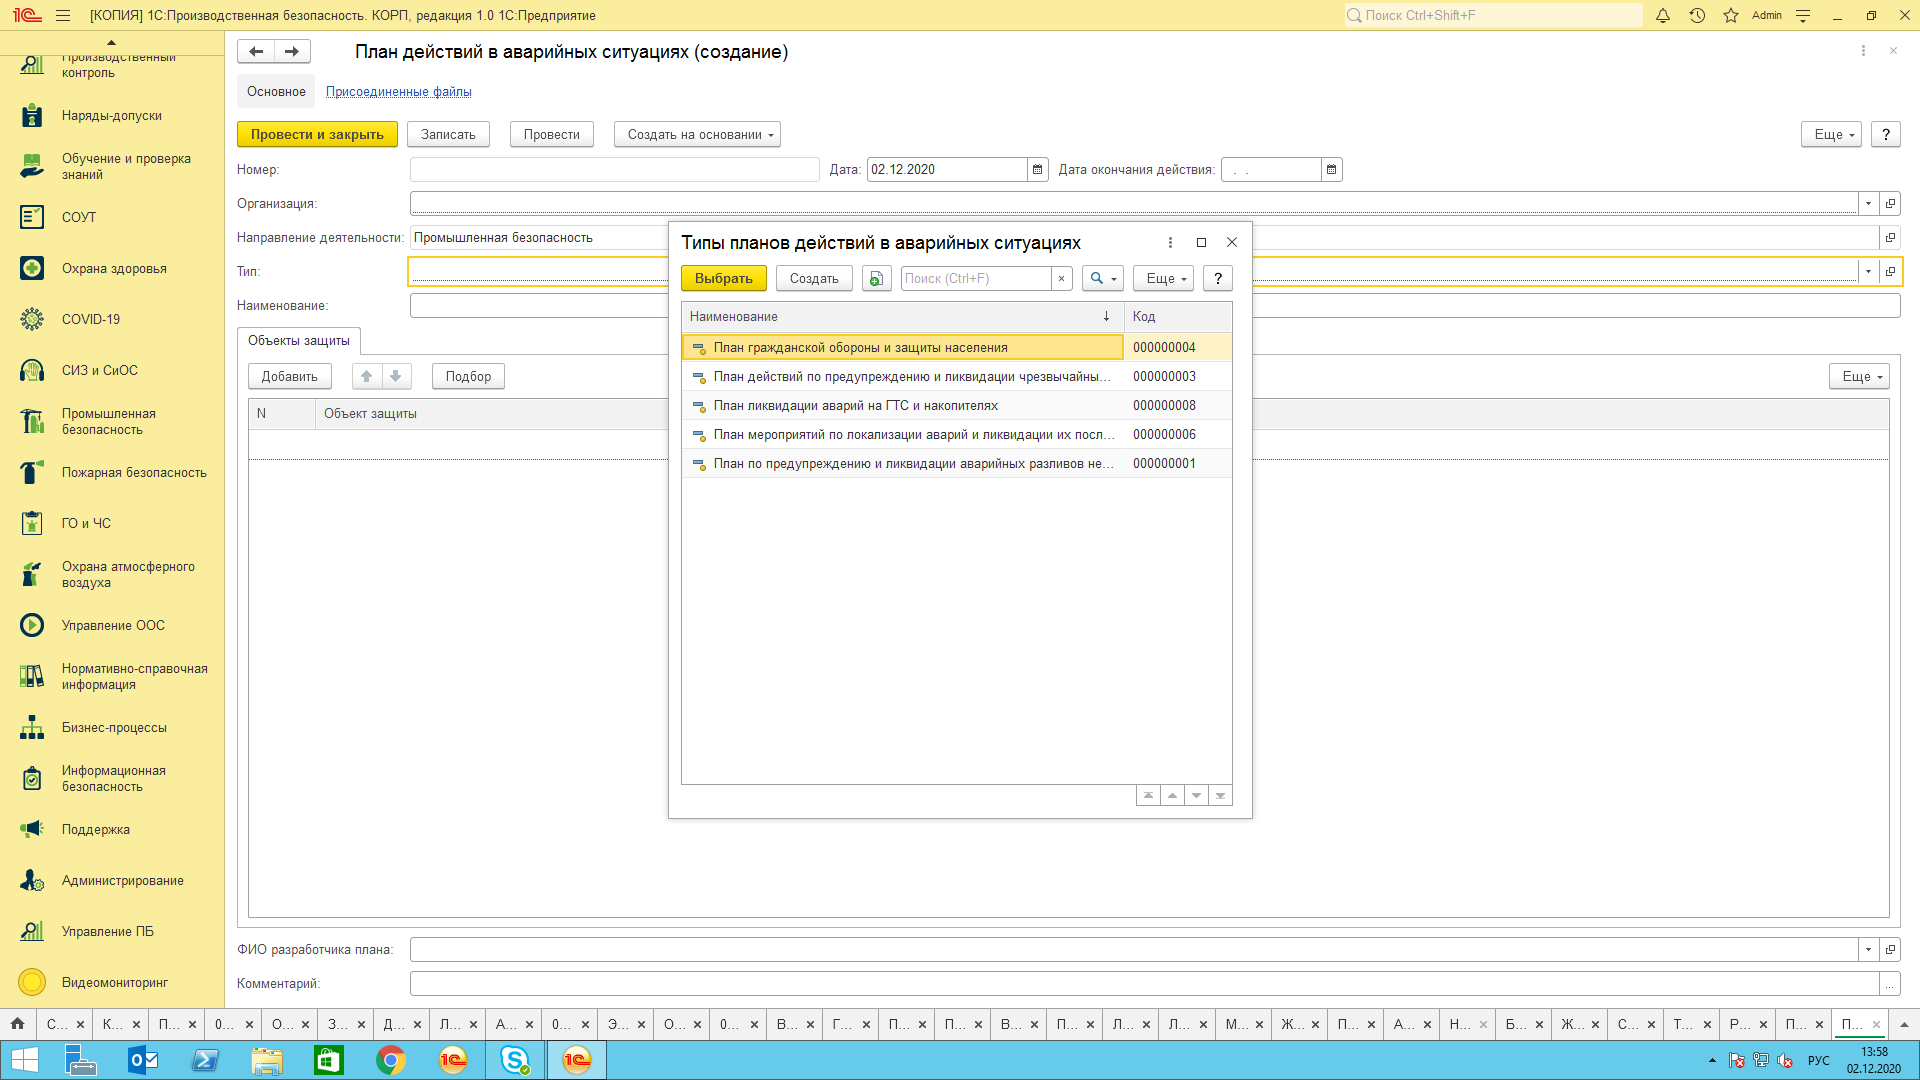 [КОПИЯ] 1С:Производственная безопасность. КОРП, редакция 1.0 1С:Предприятие
Поиск Ctrl+Shift+F
Admin
Производственный
контроль
Наряды-допуски
Обучение и проверка
знаний
СОУТ
Охрана здоровья
COVID-19
СИЗ и СиОС
Промышленная
безопасность
Пожарная безопасность
ГО и ЧС
Охрана атмосферного
воздуха
Управление ООС
Нормативно-справочная
информация
Бизнес-процессы
Информационная
безопасность
Поддержка
Администрирование
Управление ПБ
Видеомониторинг
План действий в аварийных ситуациях (создание)
Основное Присоединенные файлы
Провести и закрыть Записать Провести Создать на основании Еще ?
Номер: Дата: 02.12.2020 Дата окончания действия: . .
Организация:
Направление деятельности: Промышленная безопасность
Тип:
Наименование:
Объекты защиты
Добавить Подбор Еще
N Объект защиты
Типы планов действий в аварийных ситуациях
Выбрать Создать Поиск (Ctrl+F) × Еще ?
Наименование ↓ Код
План гражданской обороны и защиты населения 000000004
План действий по предупреждению и ликвидации чрезвычайны... 000000003
План ликвидации аварий на ГТС и накопителях 000000008
План мероприятий по локализации аварий и ликвидации их посл... 000000006
План по предупреждению и ликвидации аварийных разливов не... 000000001
ФИО разработчика плана:
Комментарий: ...
С... К... П... 0... О... З... Д... Л... А... 0... Э... О... 0... В... Г... П... П... В... П... Л... Л... М... Ж... П... А... Н... Б... Ж... С... Т... Р... П... П...
РУС 13:58
02.12.2020